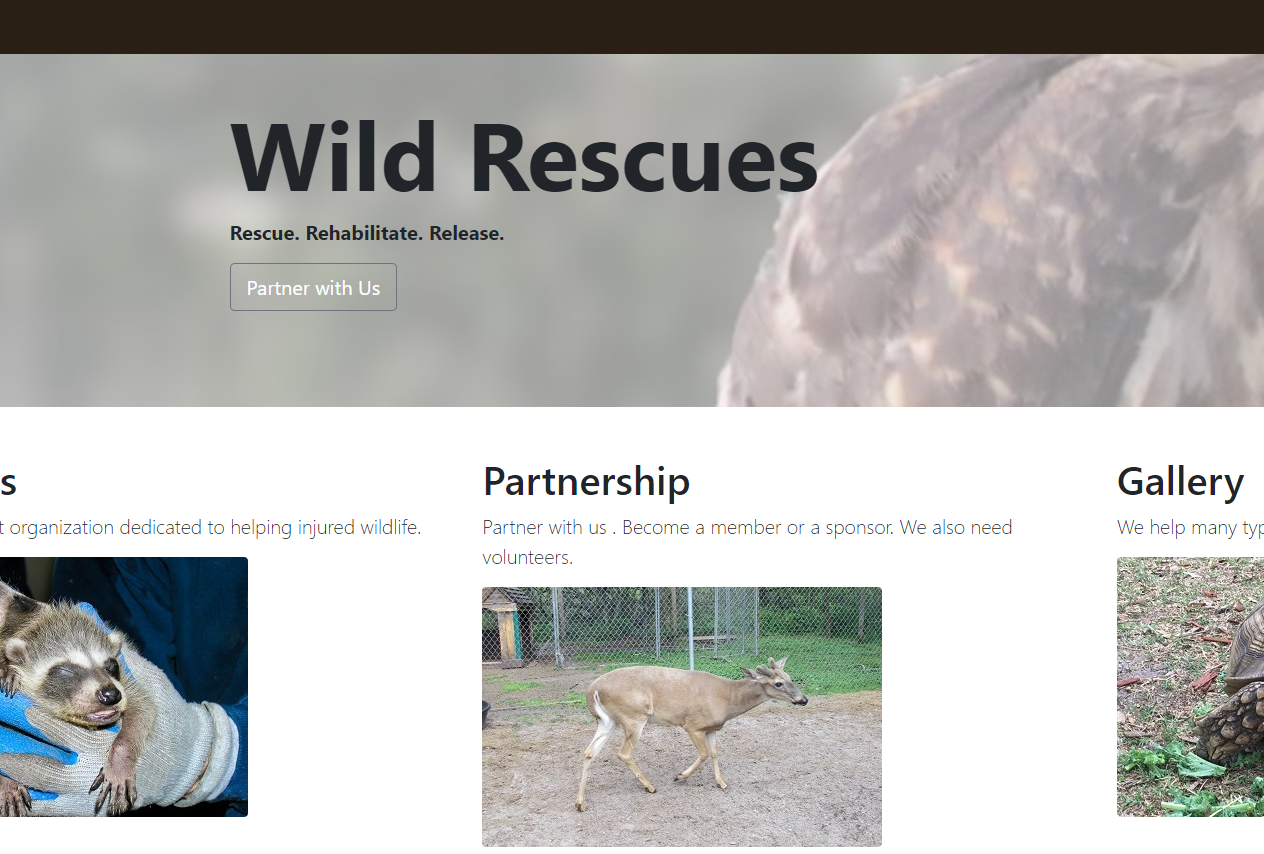 Wild Rescues
Rescue. Rehabilitate. Release.
Partner with Us
s
t organization dedicated to helping injured wildlife.
Partnership
Partner with us . Become a member or a sponsor. We also need
volunteers.
Gallery
We help many typ